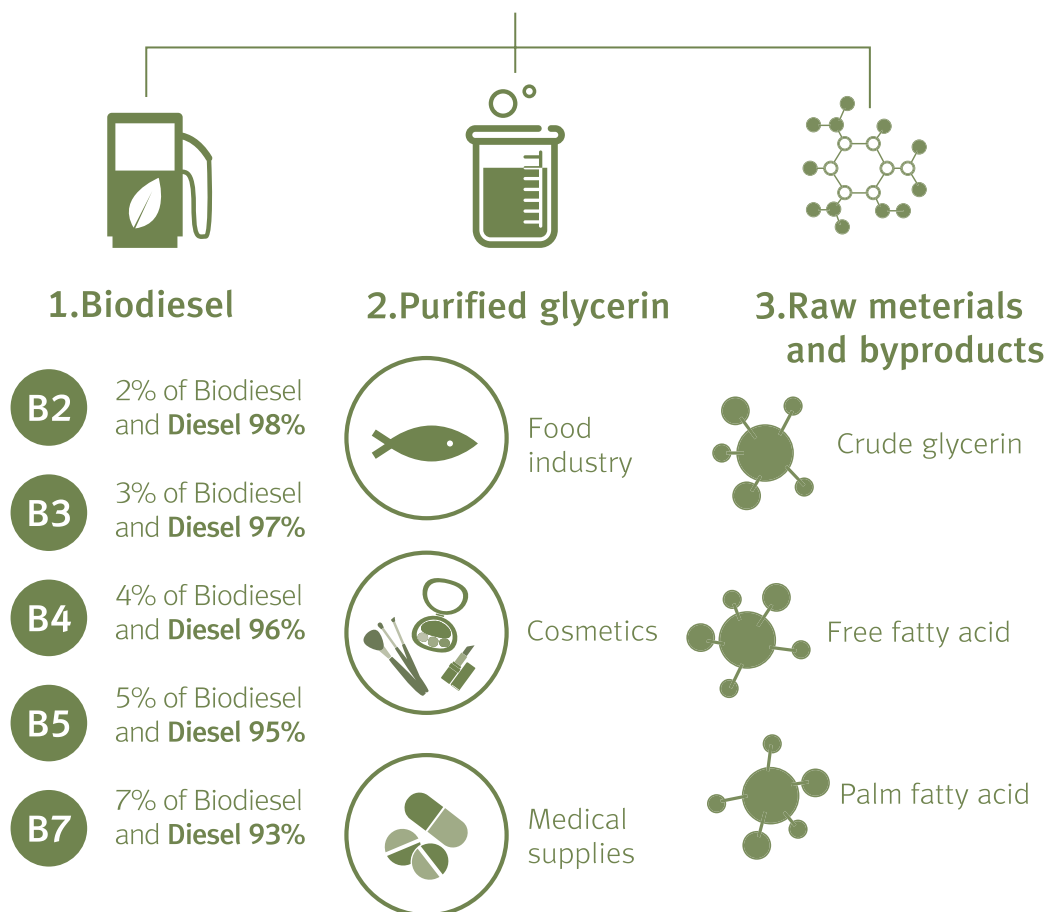 1.Biodiesel
B2
2% of Biodiesel
and Diesel 98%
B3
3% of Biodiesel
and Diesel 97%
B4
4% of Biodiesel
and Diesel 96%
B5
5% of Biodiesel
and Diesel 95%
B7
7% of Biodiesel
and Diesel 93%
2.Purified glycerin
Food
industry
Cosmetics
Medical
supplies
3.Raw meterials
and byproducts
Crude glycerin
Free fatty acid
Palm fatty acid